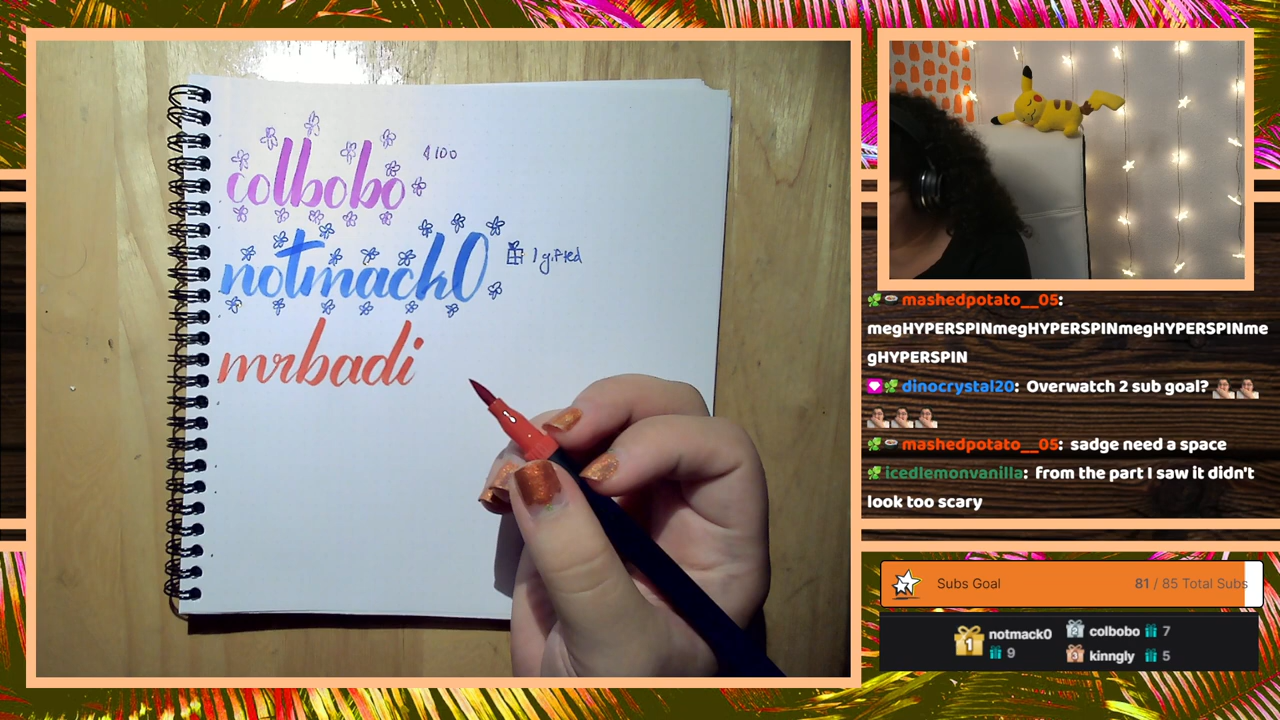 colbobo
$100
notmack0
1 gifted
mrbadi
mashedpotato__05:
megHYPERSPINmegHYPERSPINmegHYPERSPINme
gHYPERSPIN
dinocrystal20: Overwatch 2 sub goal?
mashedpotato__05: sadge need a space
icedlemonvanilla: from the part I saw it didn't
look too scary
Subs Goal 81 / 85 Total Subs
1 notmack0 9
2 colbobo 7
3 kinngly 5